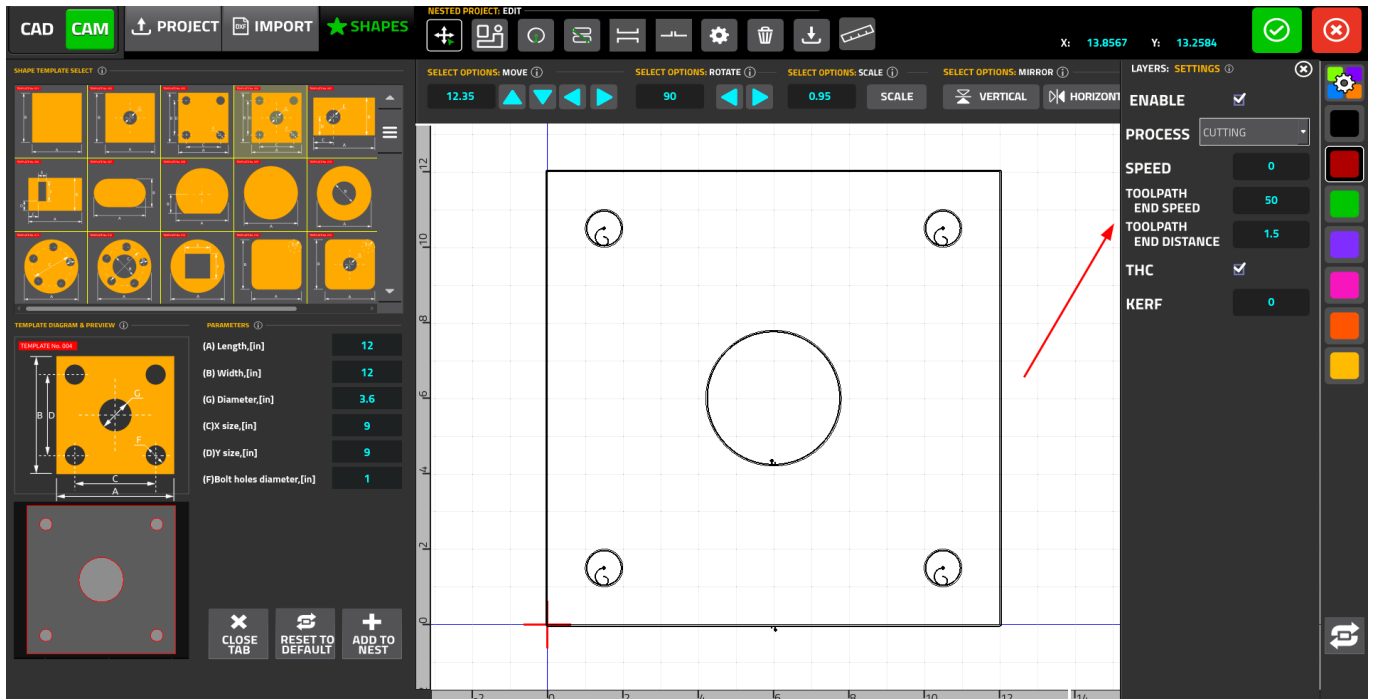 CAD
CAM
PROJECT
DXF
IMPORT
SHAPES
NESTED PROJECT: EDIT
X: 13.8567 Y: 13.2584
SHAPE TEMPLATE SELECT
SELECT OPTIONS: MOVE
SELECT OPTIONS: ROTATE
SELECT OPTIONS: SCALE
SELECT OPTIONS: MIRROR
12.35
90
0.95
SCALE
VERTICAL
HORIZONT
LAYERS: SETTINGS
ENABLE
PROCESS CUTTING
SPEED 0
TOOLPATH
END SPEED 50
TOOLPATH
END DISTANCE 1.5
THC
KERF 0
TEMPLATE DIAGRAM & PREVIEW
PARAMETERS
TEMPLATE No. 004
(A) Length,[in] 12
(B) Width,[in] 12
(G) Diameter,[in] 3.6
(C)X size,[in] 9
(D)Y size,[in] 9
(F)Bolt holes diameter,[in] 1
B D G F C A
CLOSE
TAB
RESET TO
DEFAULT
ADD TO
NEST
12
10
8
6
4
2
0
-2 0 2 4 6 8 10 12 14